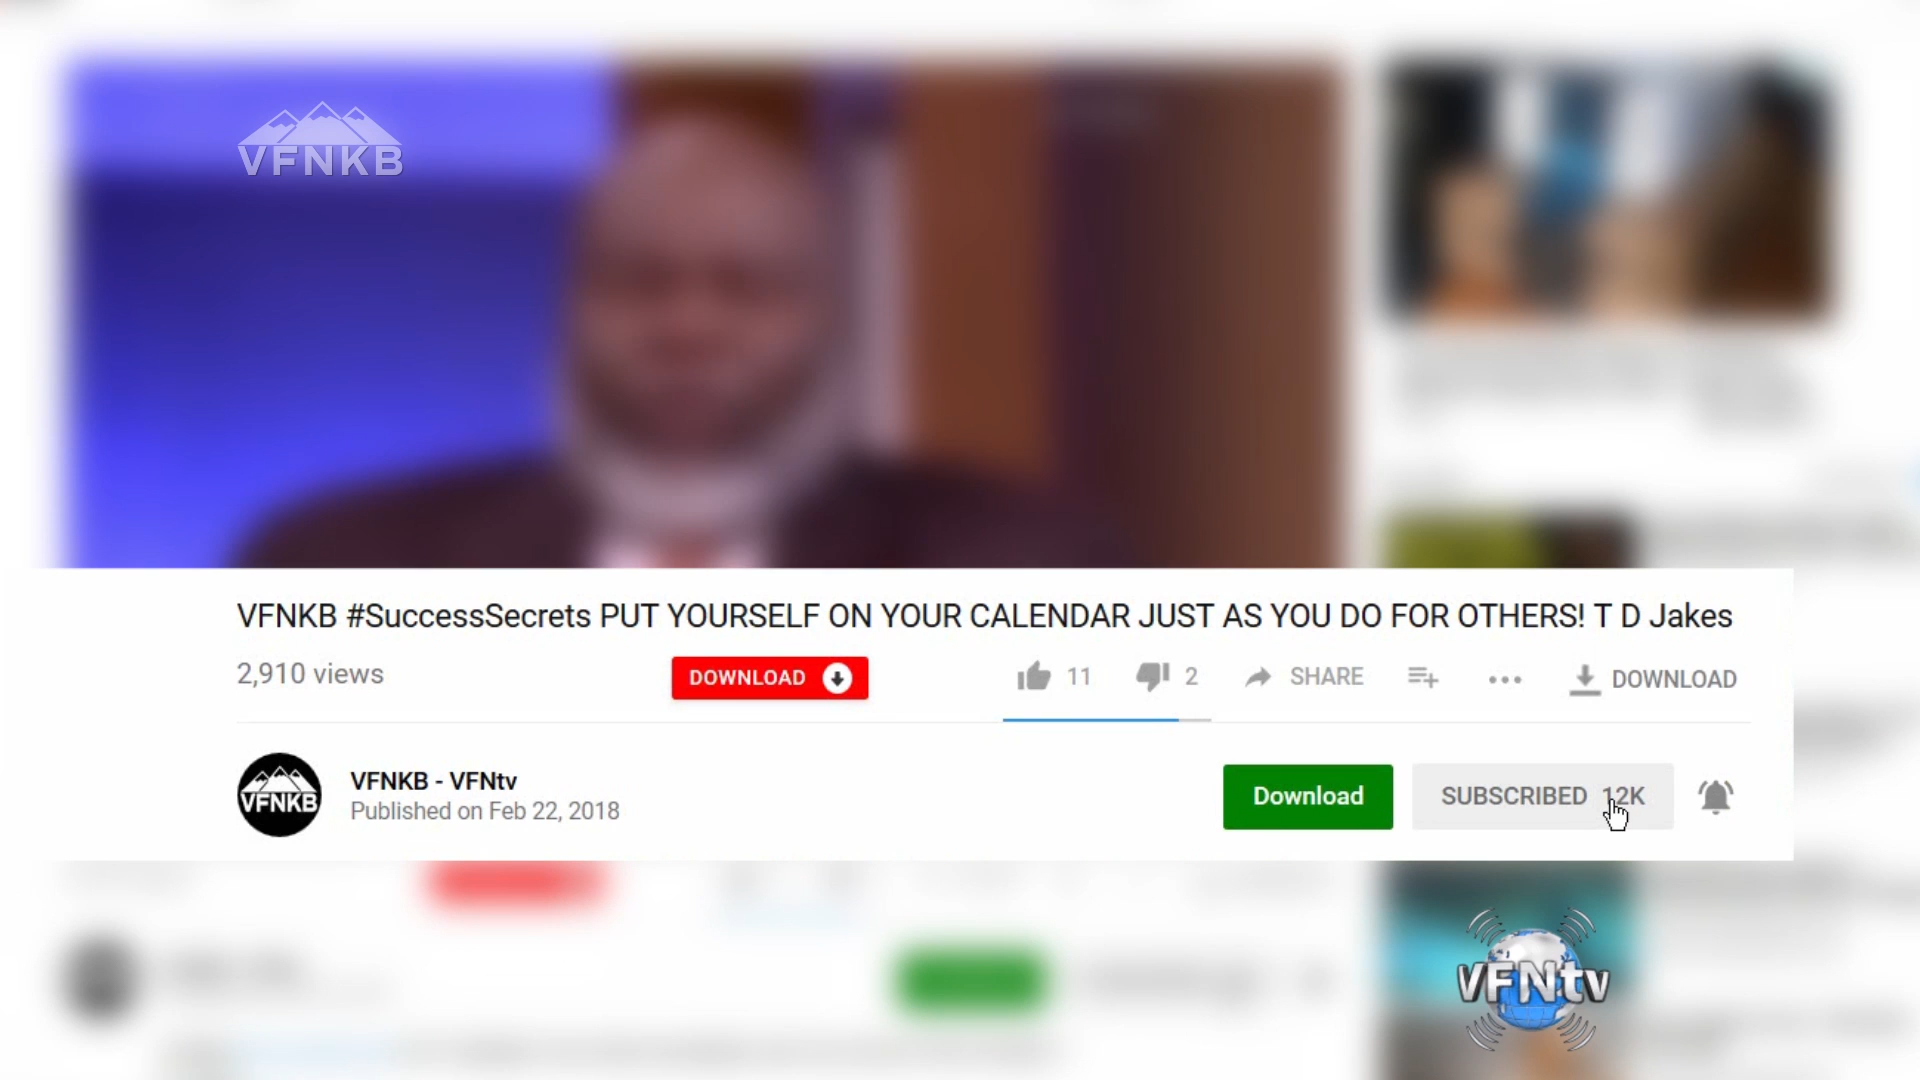 VFNKB
VFNKB #SuccessSecrets PUT YOURSELF ON YOUR CALENDAR JUST AS YOU DO FOR OTHERS! T D Jakes
2,910 views
DOWNLOAD
11
2
SHARE
DOWNLOAD
VFNKB
VFNKB - VFNtv
Published on Feb 22, 2018
Download
SUBSCRIBED 12K
VFNtv